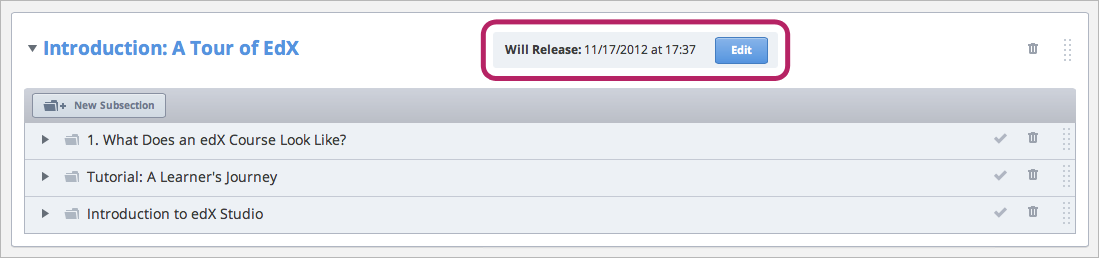 Introduction: A Tour of EdX
Will Release: 11/17/2012 at 17:37 Edit
New Subsection
1. What Does an edX Course Look Like?
Tutorial: A Learner's Journey
Introduction to edX Studio